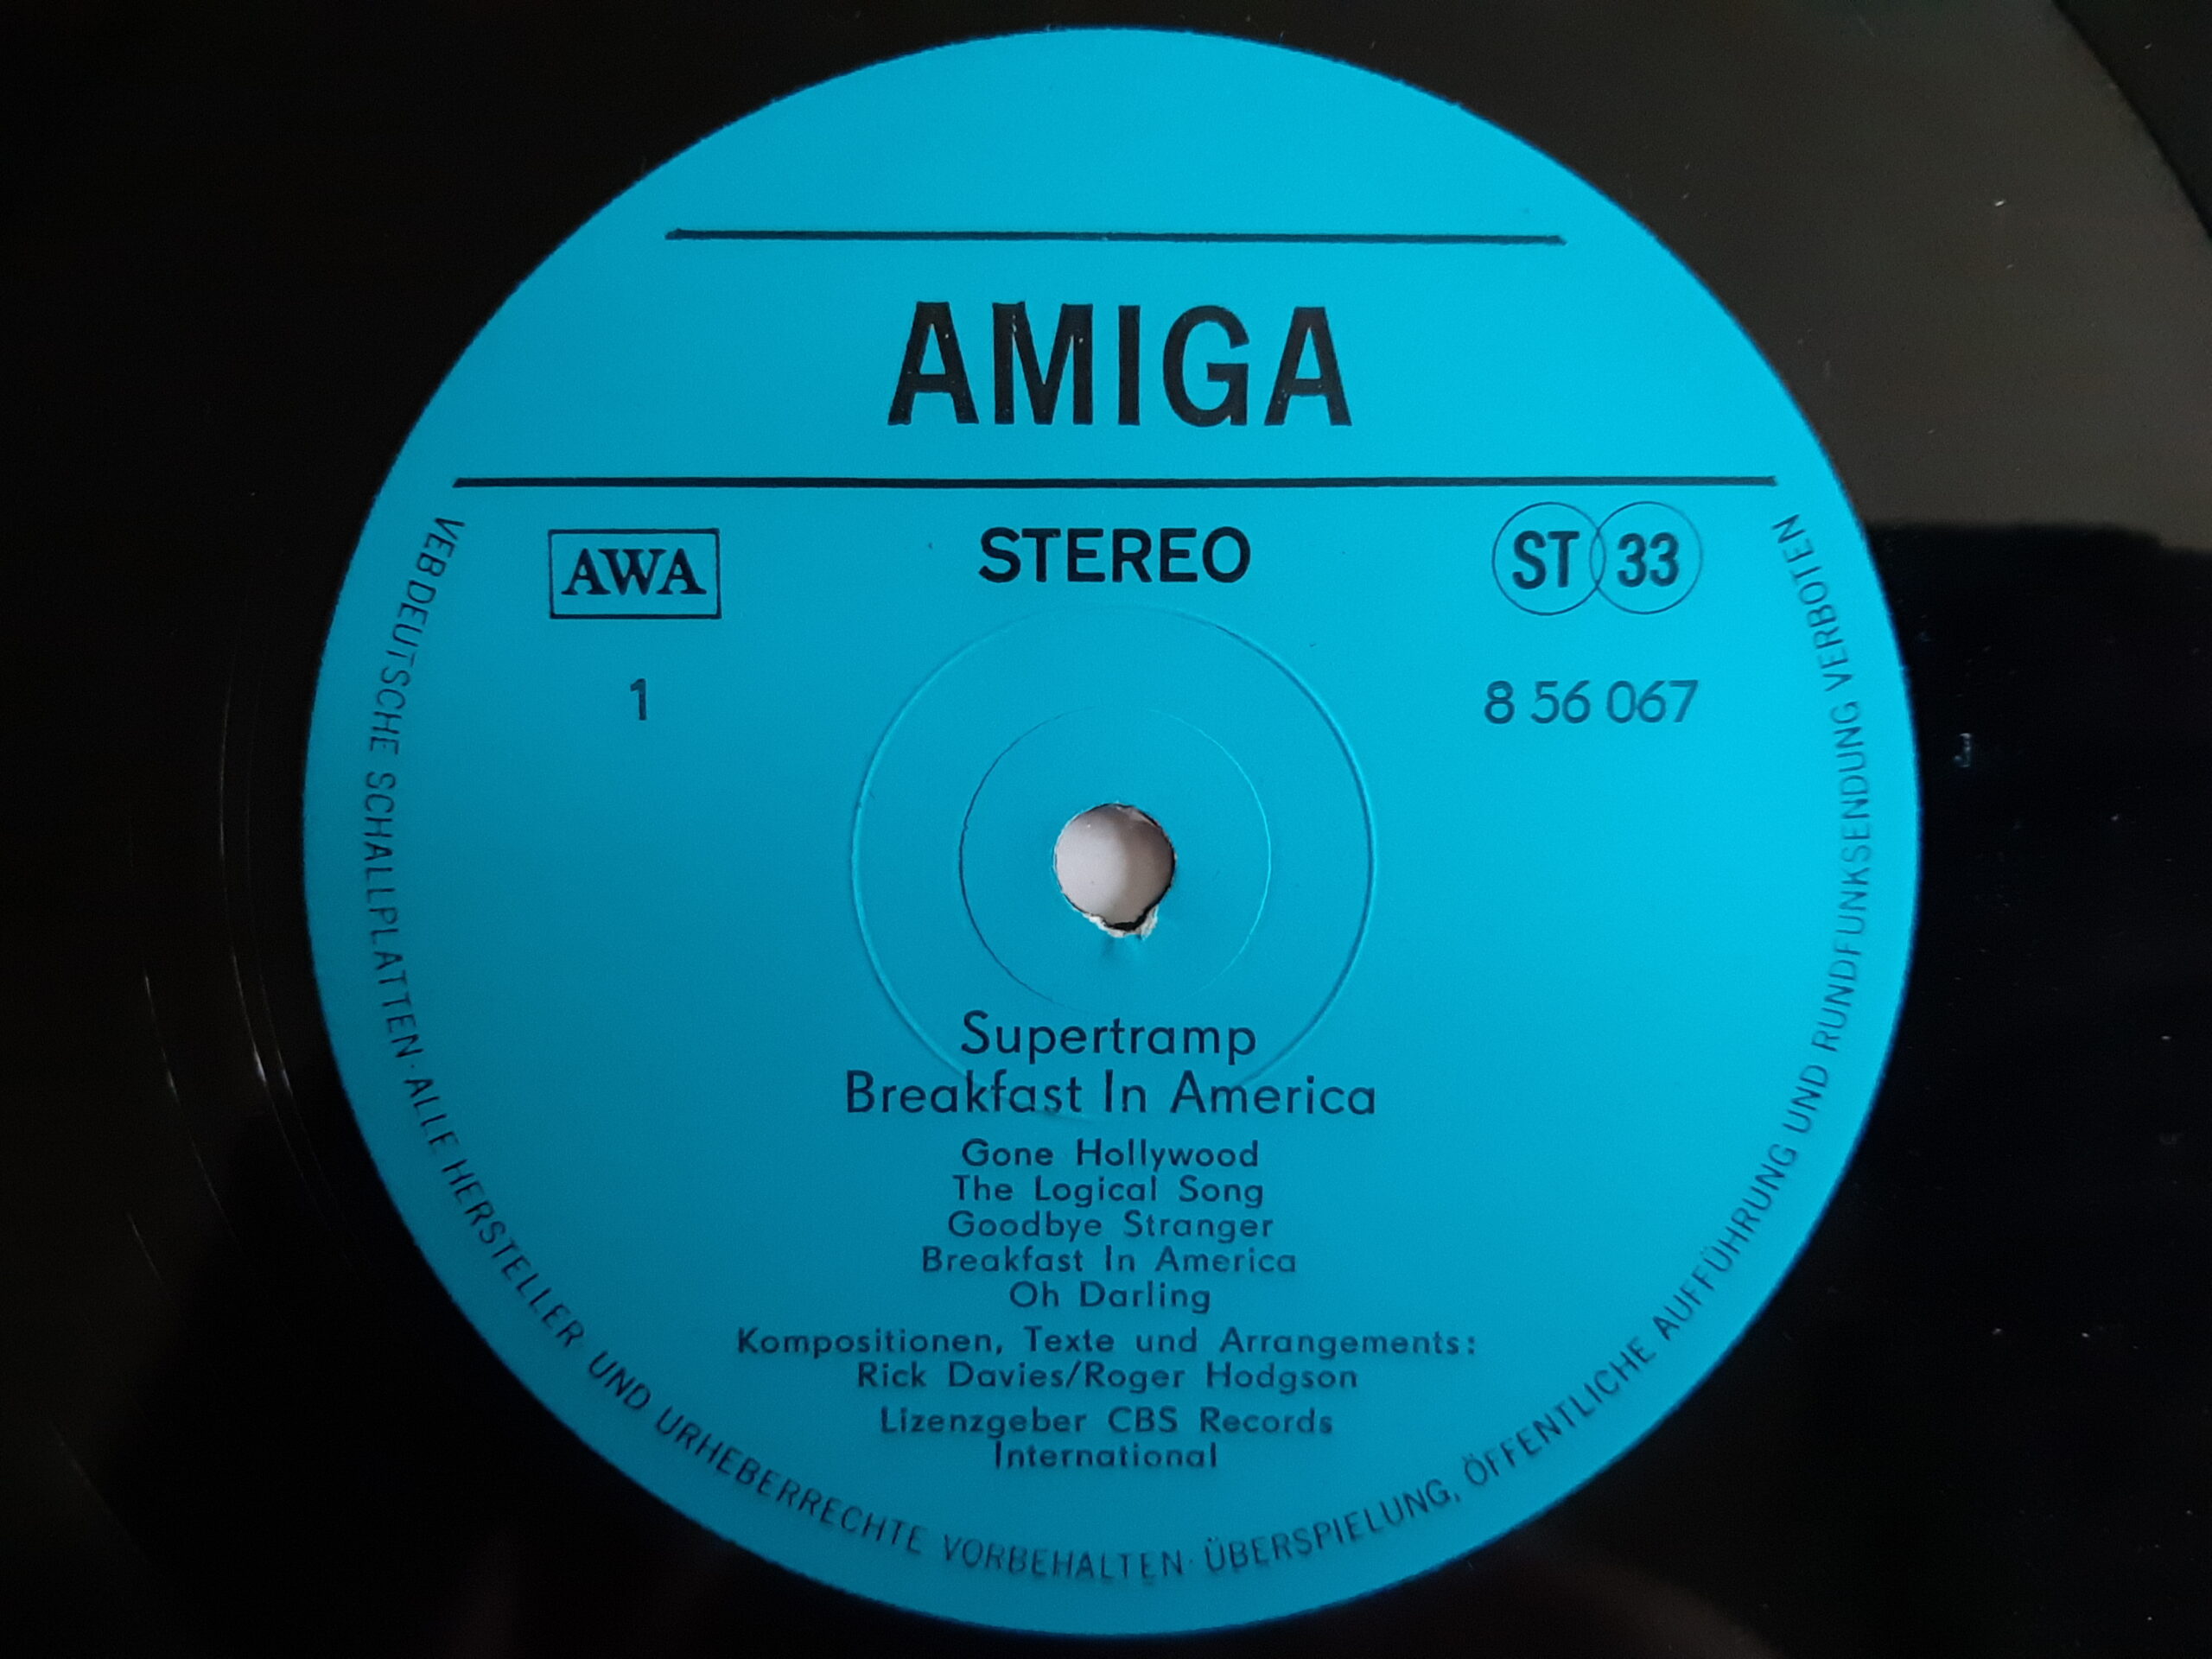 AMIGA
AWA
STEREO
ST 33
1
8 56 067
Supertramp
Breakfast In America
Gone Hollywood
The Logical Song
Goodbye Stranger
Breakfast In America
Oh Darling
Kompositionen, Texte und Arrangements:
Rick Davies/Roger Hodgson
Lizenzgeber CBS Records
International
VEB DEUTSCHE SCHALLPLATTEN · ALLE HERSTELLER UND URHEBERRECHTE VORBEHALTEN · ÜBERSPIELUNG, ÖFFENTLICHE AUFFÜHRUNG UND RUNDFUNKSENDUNG VERBOTEN